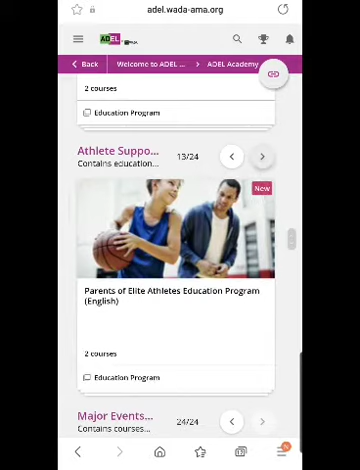 adel.wada-ama.org
ADEL
WADA
Back
Welcome to ADEL ...
ADEL Academy
2 courses
Education Program
Athlete Suppo...
13/24
Contains education...
New
Parents of Elite Athletes Education Program
(English)
2 courses
Education Program
Major Events...
24/24
Contains courses...
N